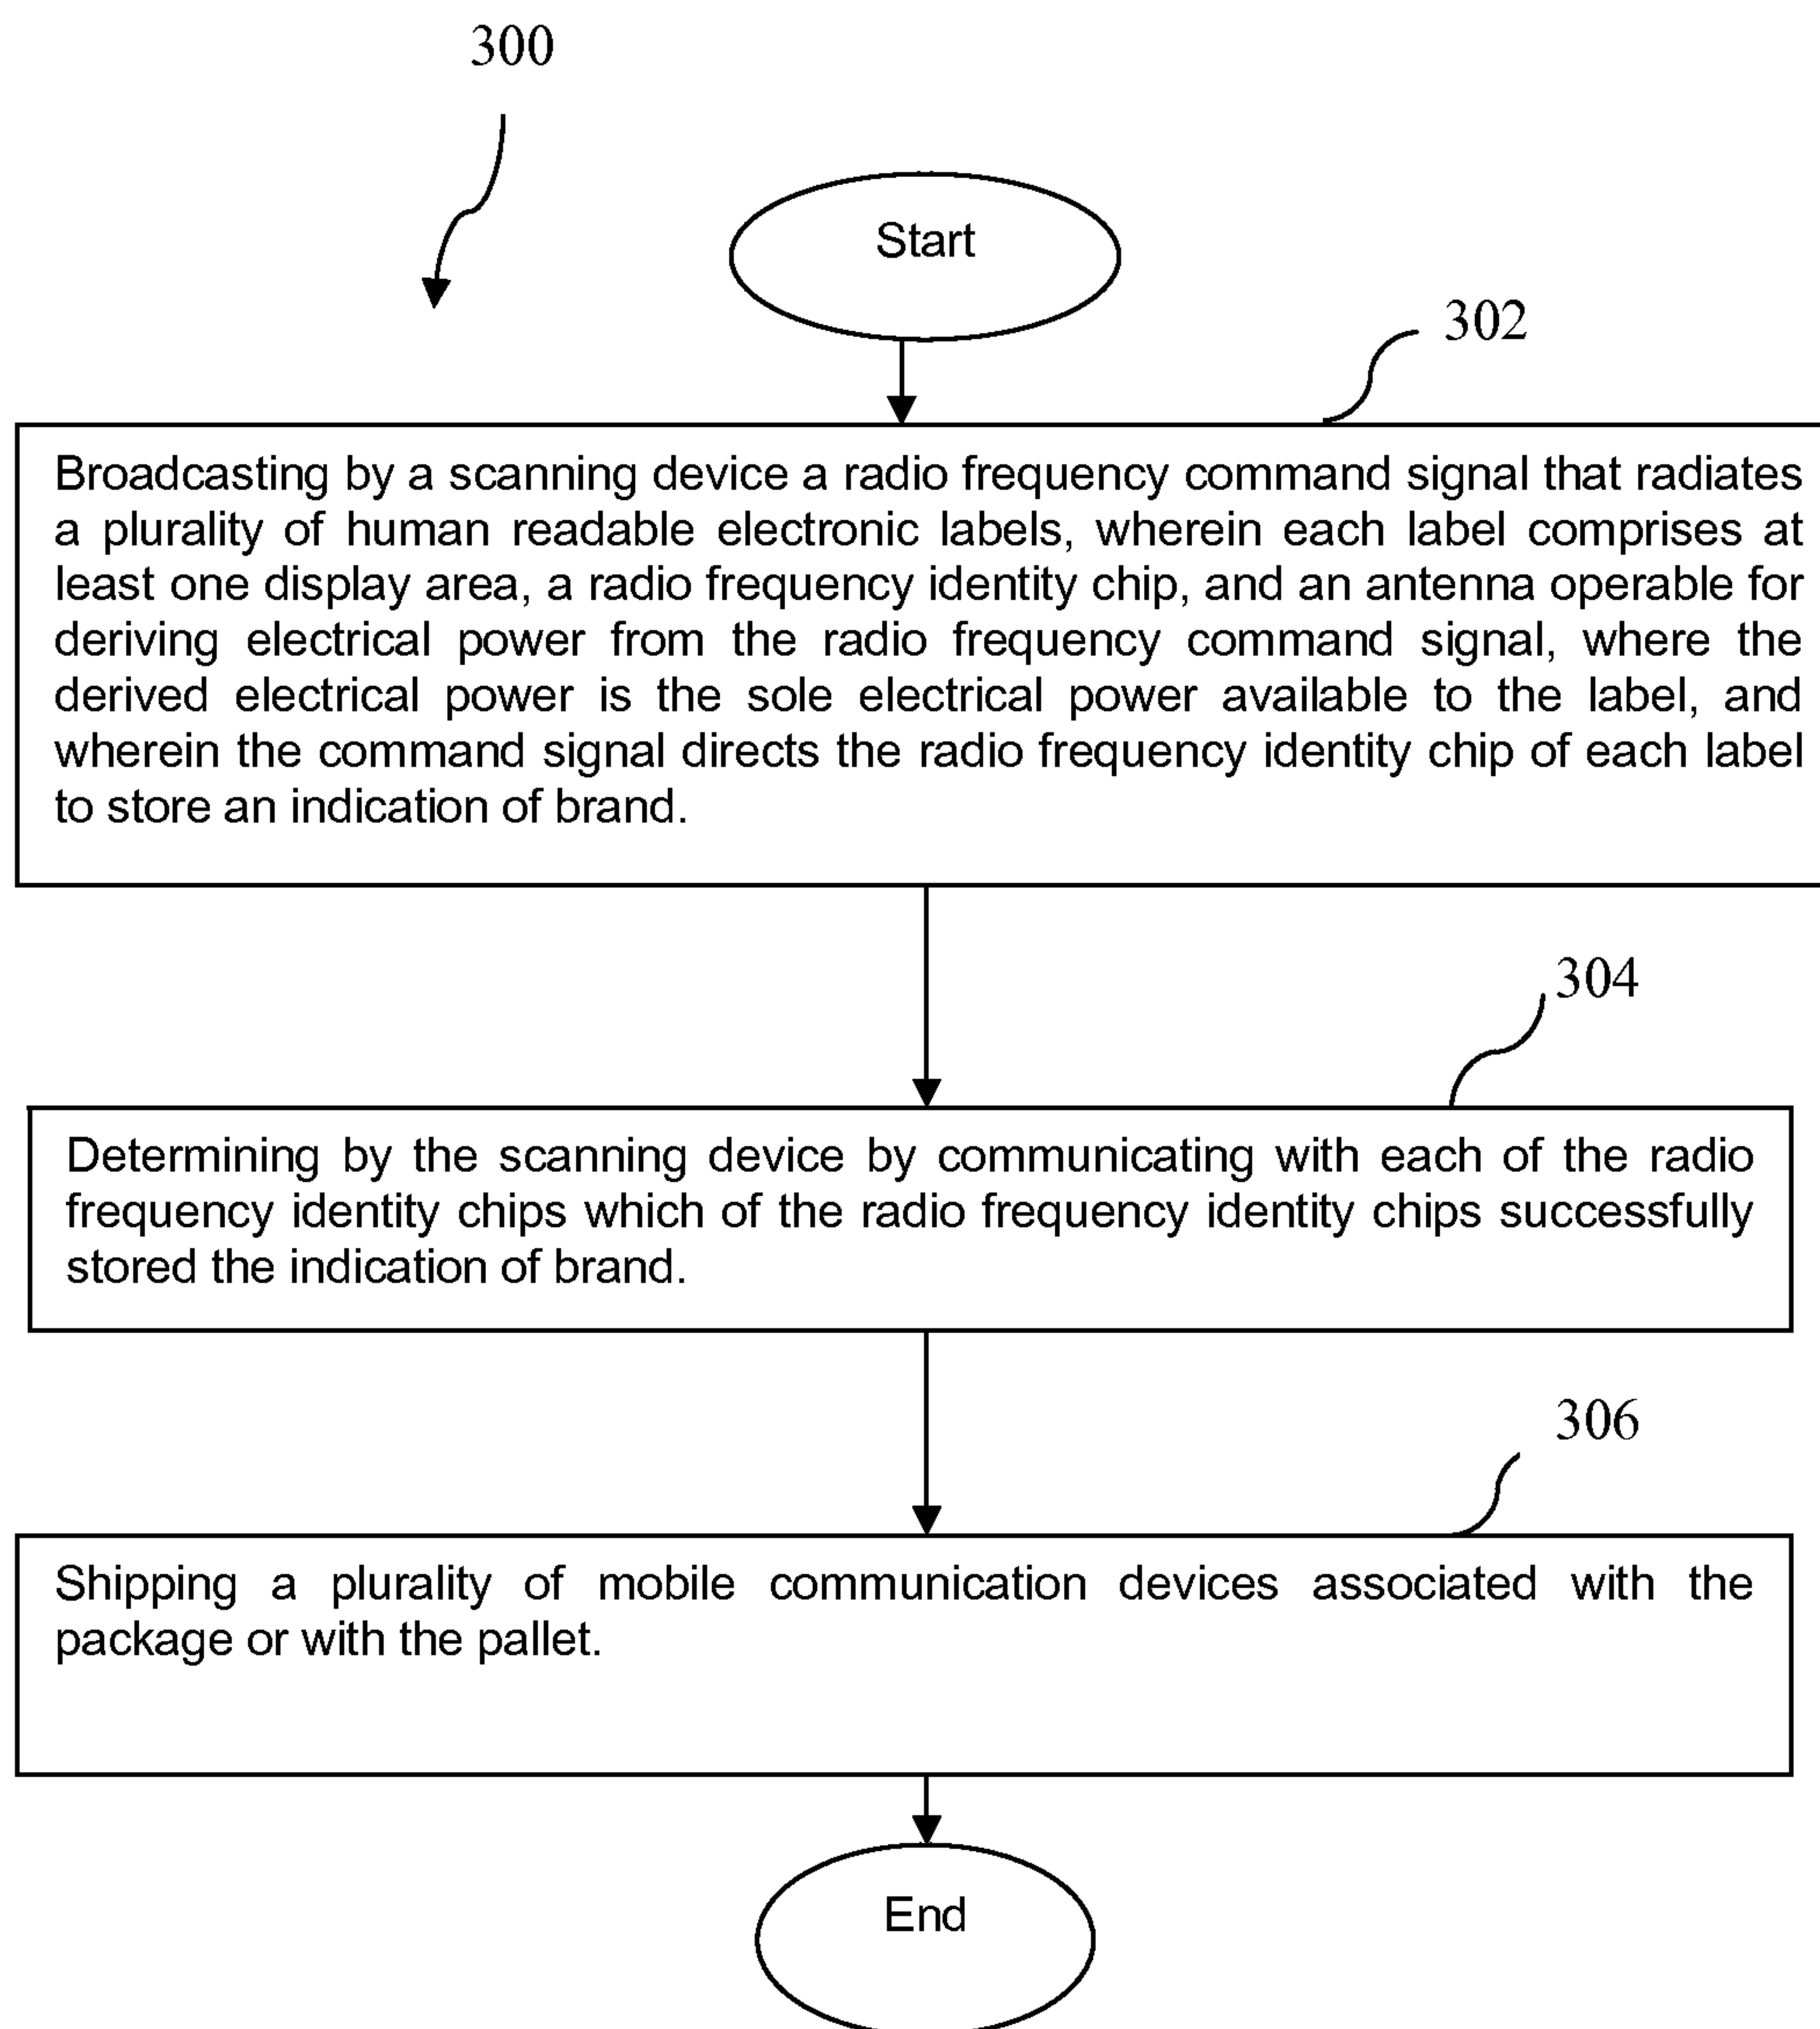 300
Start
302
Broadcasting by a scanning device a radio frequency command signal that radiates
a plurality of human readable electronic labels, wherein each label comprises at
least one display area, a radio frequency identity chip, and an antenna operable for
deriving electrical power from the radio frequency command signal, where the
derived electrical power is the sole electrical power available to the label, and
wherein the command signal directs the radio frequency identity chip of each label
to store an indication of brand.
304
Determining by the scanning device by communicating with each of the radio
frequency identity chips which of the radio frequency identity chips successfully
stored the indication of brand.
306
Shipping a plurality of mobile communication devices associated with the
package or with the pallet.
End